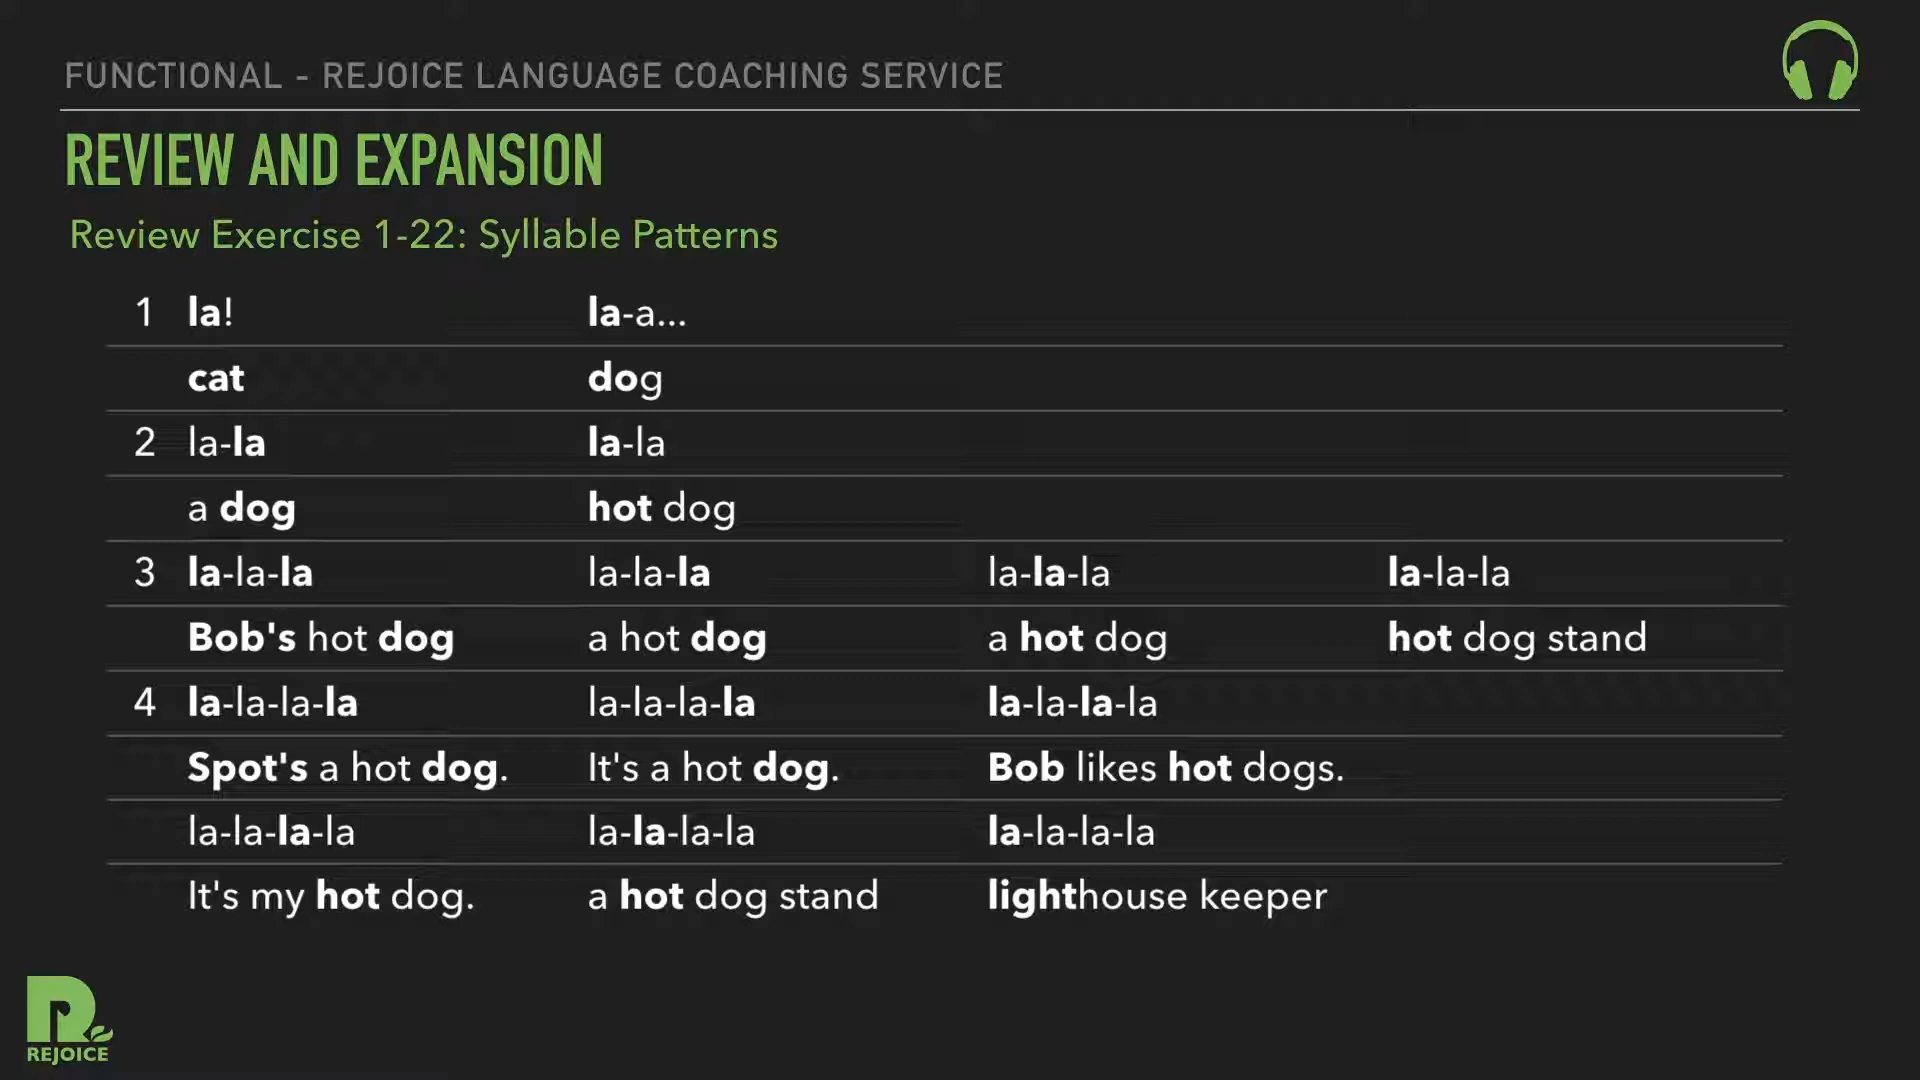 FUNCTIONAL - REJOICE LANGUAGE COACHING SERVICE
REVIEW AND EXPANSION
Review Exercise 1-22: Syllable Patterns
1 la! la-a...
cat dog
2 la-la la-la
a dog hot dog
3 la-la-la la-la-la la-la-la la-la-la
Bob's hot dog a hot dog a hot dog hot dog stand
4 la-la-la-la la-la-la-la la-la-la-la
Spot's a hot dog. It's a hot dog. Bob likes hot dogs.
la-la-la-la la-la-la-la la-la-la-la
It's my hot dog. a hot dog stand lighthouse keeper
REJOICE